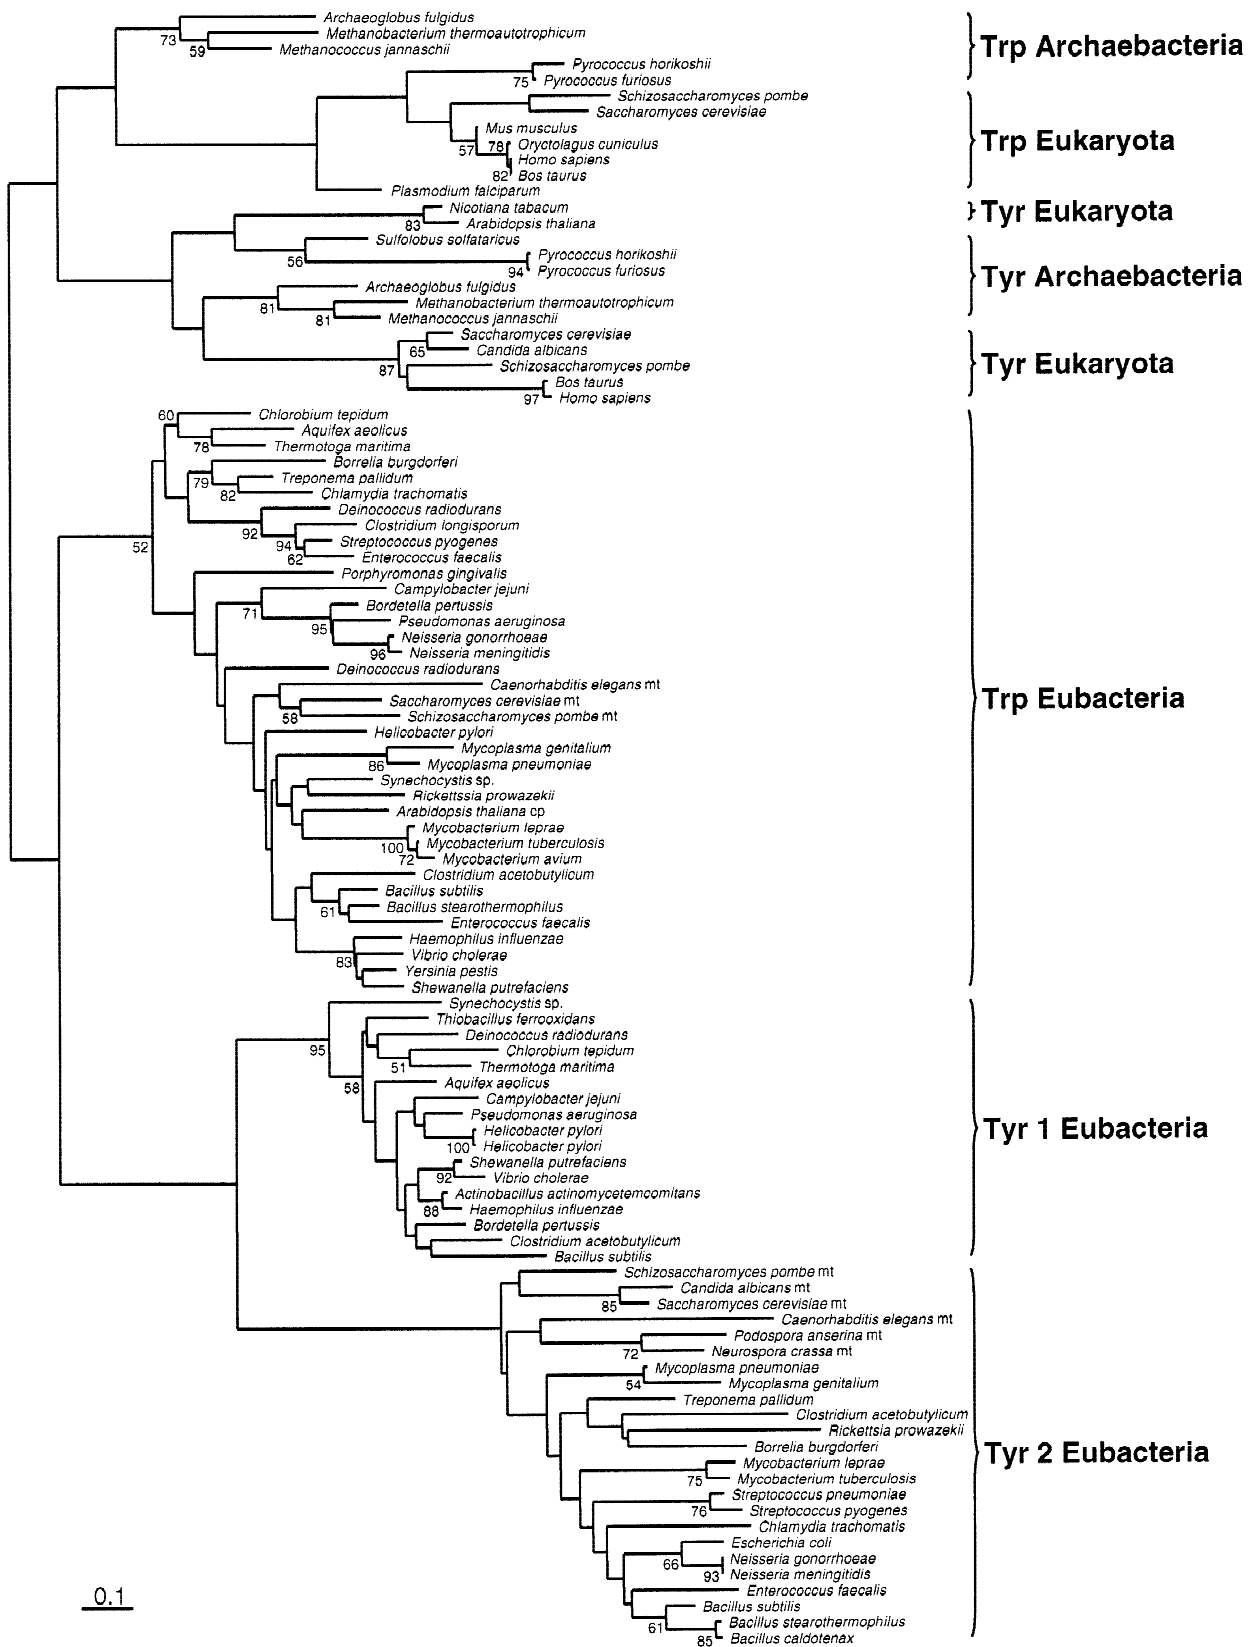 Archaeoglobus fulgidus
73
Methanobacterium thermoautotrophicum
59
Methanococcus jannaschii
Trp Archaebacteria
Pyrococcus horikoshii
75
Pyrococcus furiosus
Schizosaccharomyces pombe
Saccharomyces cerevisiae
Mus musculus
57
78
Oryctolagus cuniculus
Trp Eukaryota
Homo sapiens
82
Bos taurus
Plasmodium falciparum
Nicotiana tabacum
83
Arabidopsis thaliana
Tyr Eukaryota
Sulfolobus solfataricus
56
Pyrococcus horikoshii
94
Pyrococcus furiosus
Tyr Archaebacteria
Archaeoglobus fulgidus
81
Methanobacterium thermoautotrophicum
81
Methanococcus jannaschii
Saccharomyces cerevisiae
65
Candida albicans
87
Schizosaccharomyces pombe
Tyr Eukaryota
Bos taurus
97
Homo sapiens
60
Chlorobium tepidum
Aquifex aeolicus
78
Thermotoga maritima
Borrelia burgdorferi
79
Treponema pallidum
82
Chlamydia trachomatis
Deinococcus radiodurans
92
Clostridium longisporum
52
94
Streptococcus pyogenes
62
Enterococcus faecalis
Porphyromonas gingivalis
Campylobacter jejuni
71
Bordetella pertussis
95
Pseudomonas aeruginosa
Neisseria gonorrhoeae
96
Neisseria meningitidis
Deinococcus radiodurans
Caenorhabditis elegans mt
Saccharomyces cerevisiae mt
Trp Eubacteria
58
Schizosaccharomyces pombe mt
Helicobacter pylori
Mycoplasma genitalium
86
Mycoplasma pneumoniae
Synechocystis sp.
Rickettssia prowazekii
Arabidopsis thaliana cp
Mycobacterium leprae
100
Mycobacterium tuberculosis
72
Mycobacterium avium
Clostridium acetobutylicum
Bacillus subtilis
61
Bacillus stearothermophilus
Enterococcus faecalis
Haemophilus influenzae
83
Vibrio cholerae
Yersinia pestis
Shewanella putrefaciens
Synechocystis sp.
Thiobacillus ferrooxidans
Deinococcus radiodurans
95
Chlorobium tepidum
51
Thermotoga maritima
58
Aquifex aeolicus
Campylobacter jejuni
Pseudomonas aeruginosa
Helicobacter pylori
Tyr 1 Eubacteria
100
Helicobacter pylori
Shewanella putrefaciens
92
Vibrio cholerae
Actinobacillus actinomycetemcomitans
88
Haemophilus influenzae
Bordetella pertussis
Clostridium acetobutylicum
Bacillus subtilis
Schizosaccharomyces pombe mt
Candida albicans mt
85
Saccharomyces cerevisiae mt
Caenorhabditis elegans mt
Podospora anserina mt
72
Neurospora crassa mt
Mycoplasma pneumoniae
54
Mycoplasma genitalium
Treponema pallidum
Clostridium acetobutylicum
Rickettsia prowazekii
Borrelia burgdorferi
Tyr 2 Eubacteria
Mycobacterium leprae
75
Mycobacterium tuberculosis
Streptococcus pneumoniae
76
Streptococcus pyogenes
Chlamydia trachomatis
Escherichia coli
66
Neisseria gonorrhoeae
93
Neisseria meningitidis
Enterococcus faecalis
0.1
Bacillus subtilis
61
Bacillus stearothermophilus
85
Bacillus caldotenax